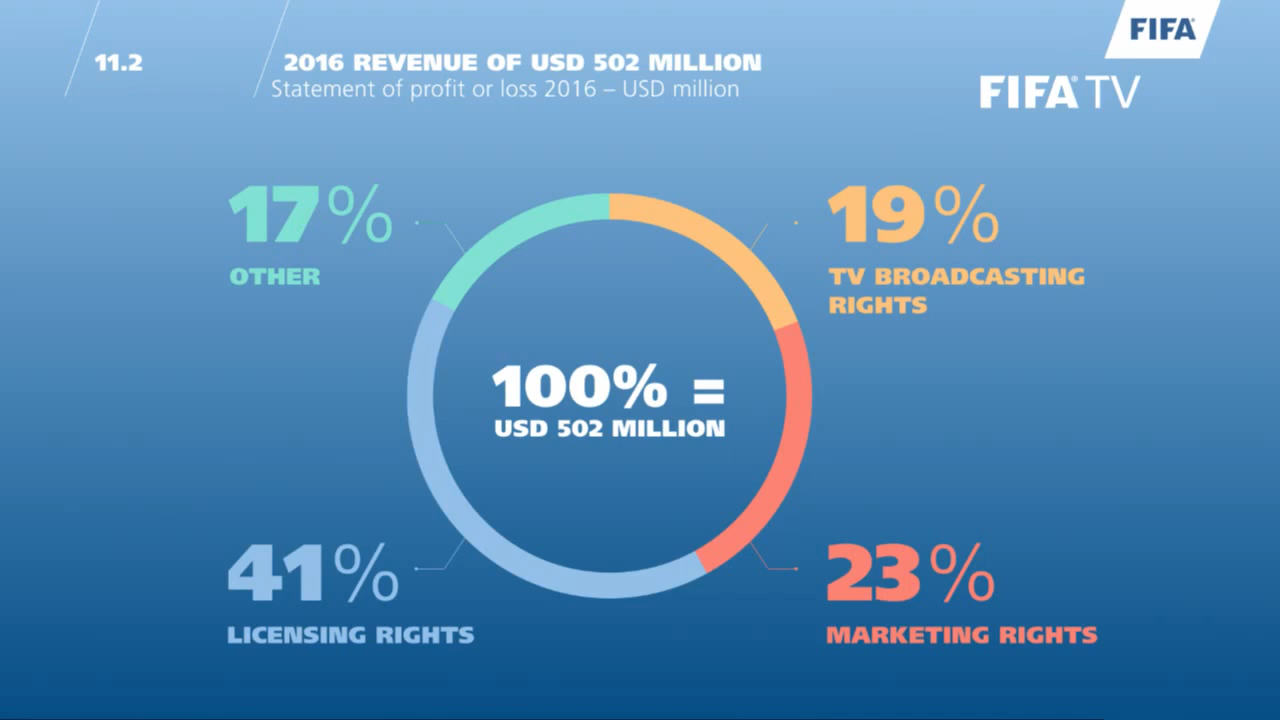 11.2
2016 REVENUE OF USD 502 MILLION
Statement of profit or loss 2016 – USD million
FIFA®
FIFA® TV
17%
OTHER
19%
TV BROADCASTING
RIGHTS
100% =
USD 502 MILLION
41%
LICENSING RIGHTS
23%
MARKETING RIGHTS